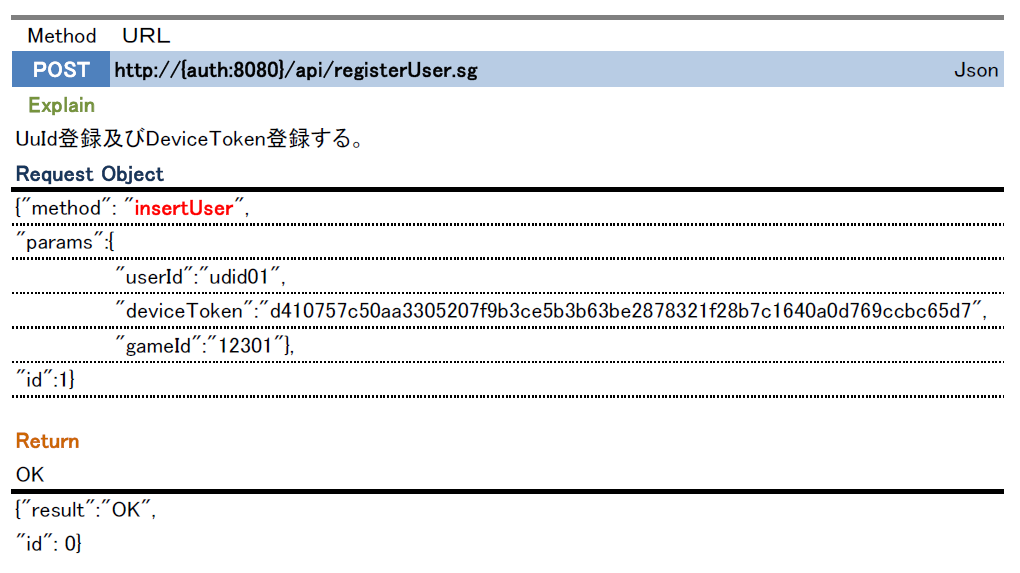 Method URL
POST http://{auth:8080}/api/registerUser.sg Json
Explain
UuId登録及びDeviceToken登録する。
Request Object
{"method": "insertUser",
"params":{
"userId":"udid01",
"deviceToken":"d410757c50aa3305207f9b3ce5b3b63be2878321f28b7c1640a0d769ccbc65d7",
"gameId":"12301"},
"id":1}
Return
OK
{"result":"OK",
"id": 0}